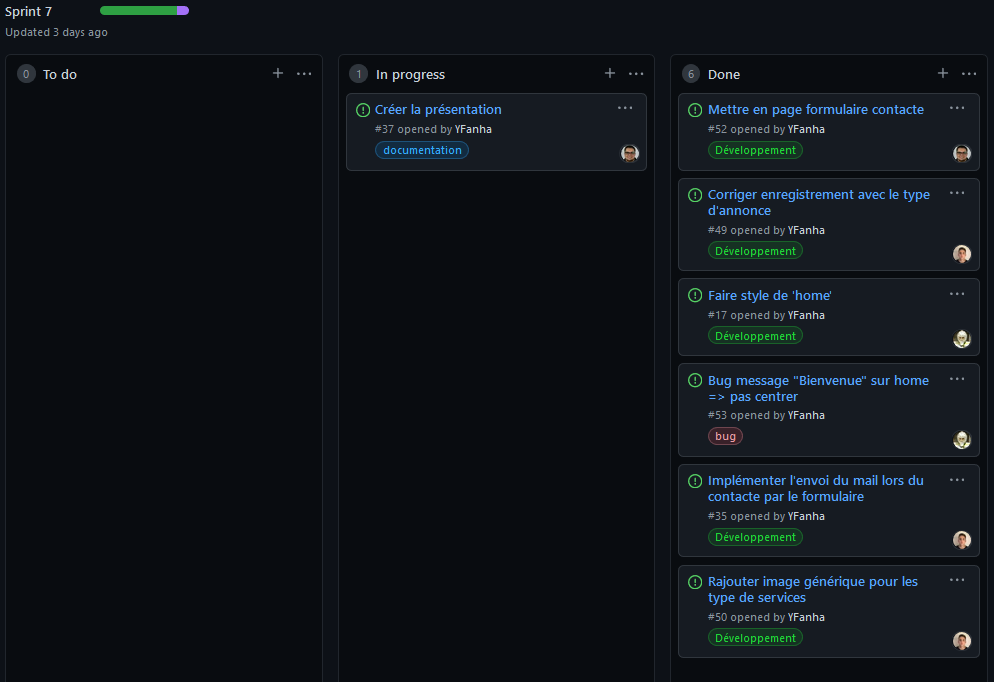 Sprint 7
Updated 3 days ago
0 To do
1 In progress
Créer la présentation
#37 opened by YFanha
documentation
6 Done
Mettre en page formulaire contacte
#52 opened by YFanha
Développement
Corriger enregistrement avec le type
d'annonce
#49 opened by YFanha
Développement
Faire style de 'home'
#17 opened by YFanha
Développement
Bug message "Bienvenue" sur home
=> pas centrer
#53 opened by YFanha
bug
Implémenter l'envoi du mail lors du
contacte par le formulaire
#35 opened by YFanha
Développement
Rajouter image générique pour les
type de services
#50 opened by YFanha
Développement